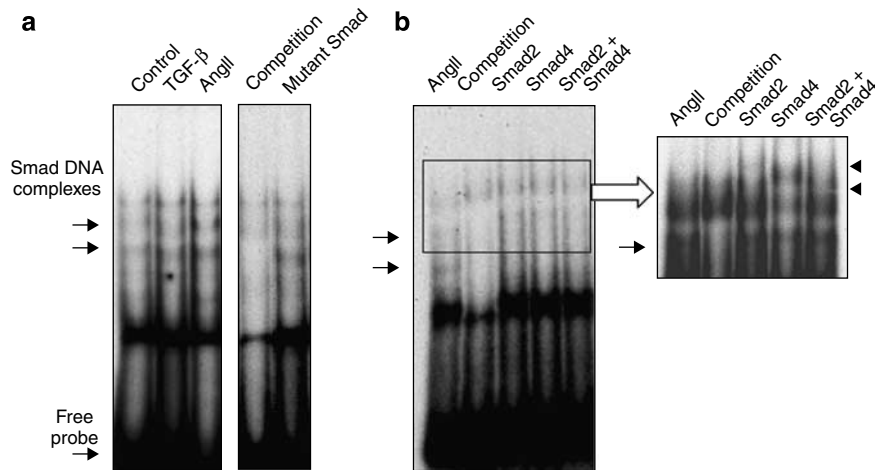 a
Control
TGF-β
AngII
Competition
Mutant Smad
Smad DNA
complexes
Free
probe
b
AngII
Competition
Smad2
Smad4
Smad2 +
Smad4
AngII
Competition
Smad2
Smad4
Smad2 +
Smad4